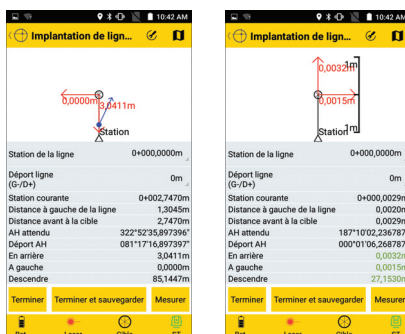 10:42 AM
Implantation de lign...
0,0000m
3,0411m
Station
Station de la ligne 0+000,0000m
Déport ligne
(G-/D+) 0m
Station courante 0+002,7470m
Distance à gauche de la ligne 1,3045m
Distance avant à la cible 2,7470m
AH attendu 322°52'35,897396"
Déport AH 081°17'16,897397"
En arrière 3,0411m
A gauche 0,0000m
Descendre 85,1447m
Terminer Terminer et sauvegarder Mesurer
10:42 AM
Implantation de lign...
0,0032m
1m
0,0015m
Station
1m
Station de la ligne 0+000,0000m
Déport ligne
(G-/D+) 0m
Station courante 0+000,0029m
Distance à gauche de la ligne 0,0020m
Distance avant à la cible 0,0029m
AH attendu 187°10'02,236787
Déport AH 000°01'06,268787
En arrière 0,0032m
A gauche 0,0015m
Descendre 27,1530m
Terminer Terminer et sauvegarder Mesurer